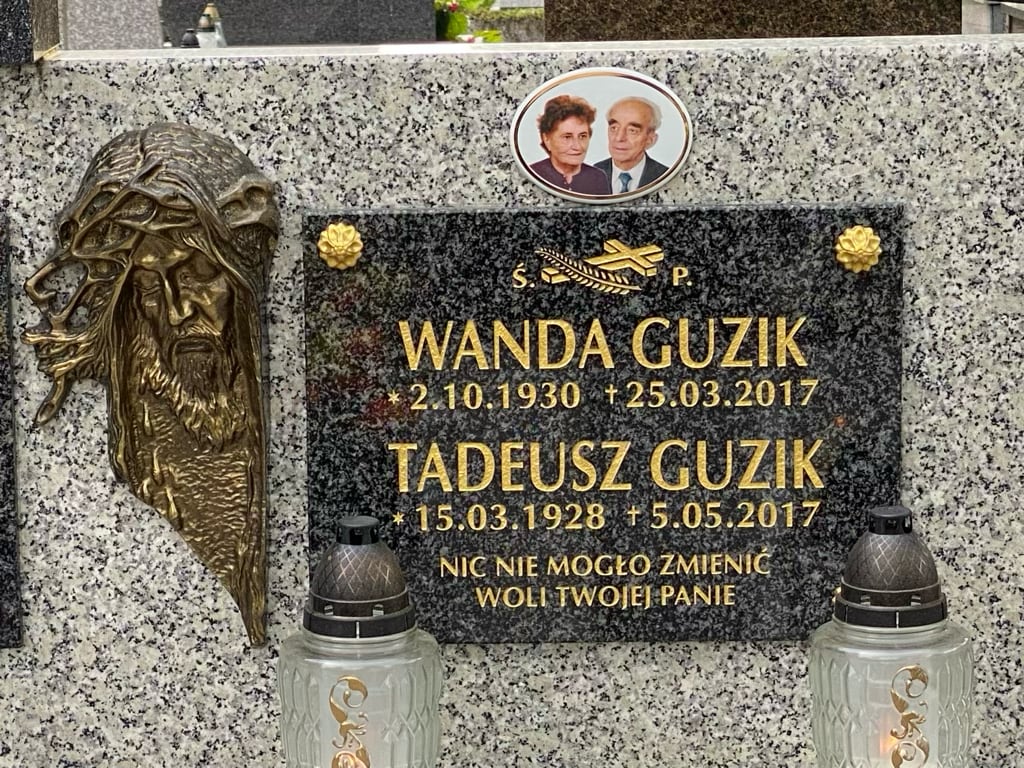 Ś. P.
WANDA GUZIK
* 2.10.1930 † 25.03.2017
TADEUSZ GUZIK
* 15.03.1928 † 5.05.2017
NIC NIE MOGŁO ZMIENIĆ
WOLI TWOJEJ PANIE